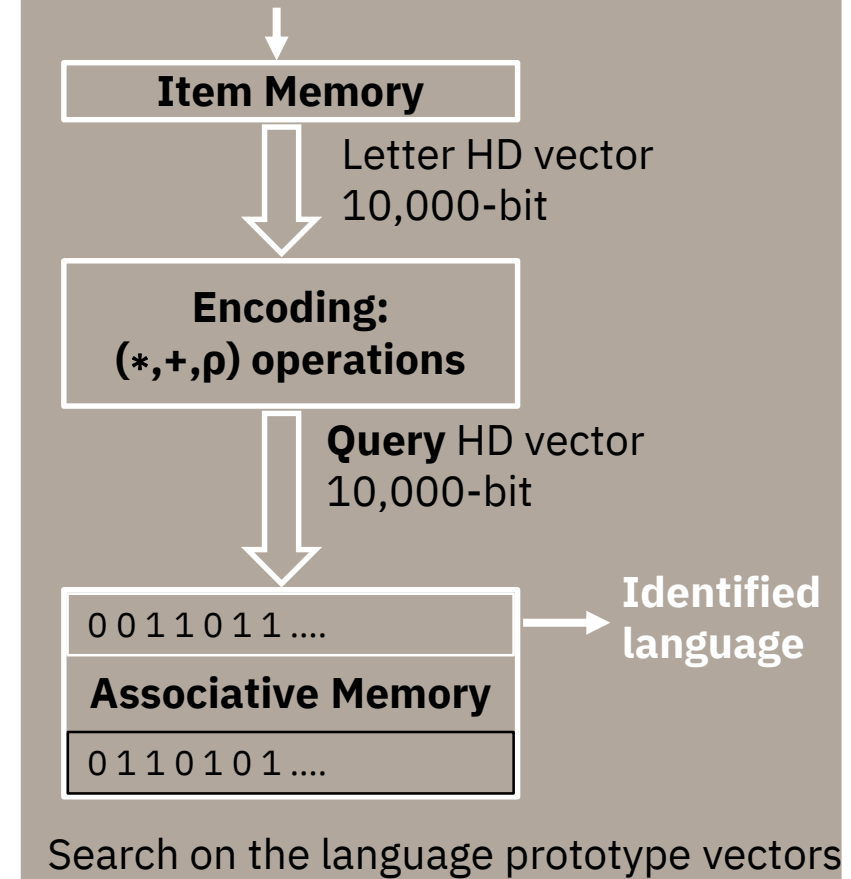 Item Memory
Letter HD vector
10,000-bit
Encoding:
(*,+,ρ) operations
Query HD vector
10,000-bit
0 0 1 1 0 1 1 ....
Identified
language
Associative Memory
0 1 1 0 1 0 1 ....
Search on the language prototype vectors